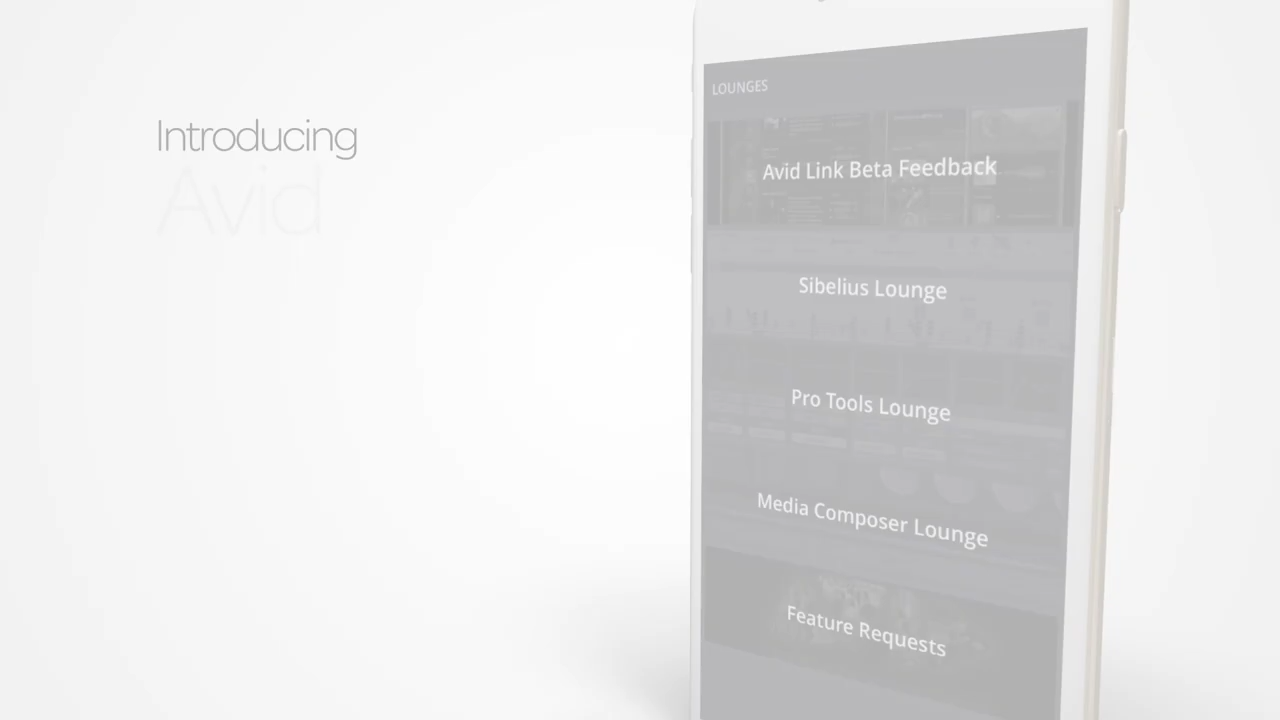 Introducing
Avid
LOUNGES
Avid Link Beta Feedback
Sibelius Lounge
Pro Tools Lounge
Media Composer Lounge
Feature Requests